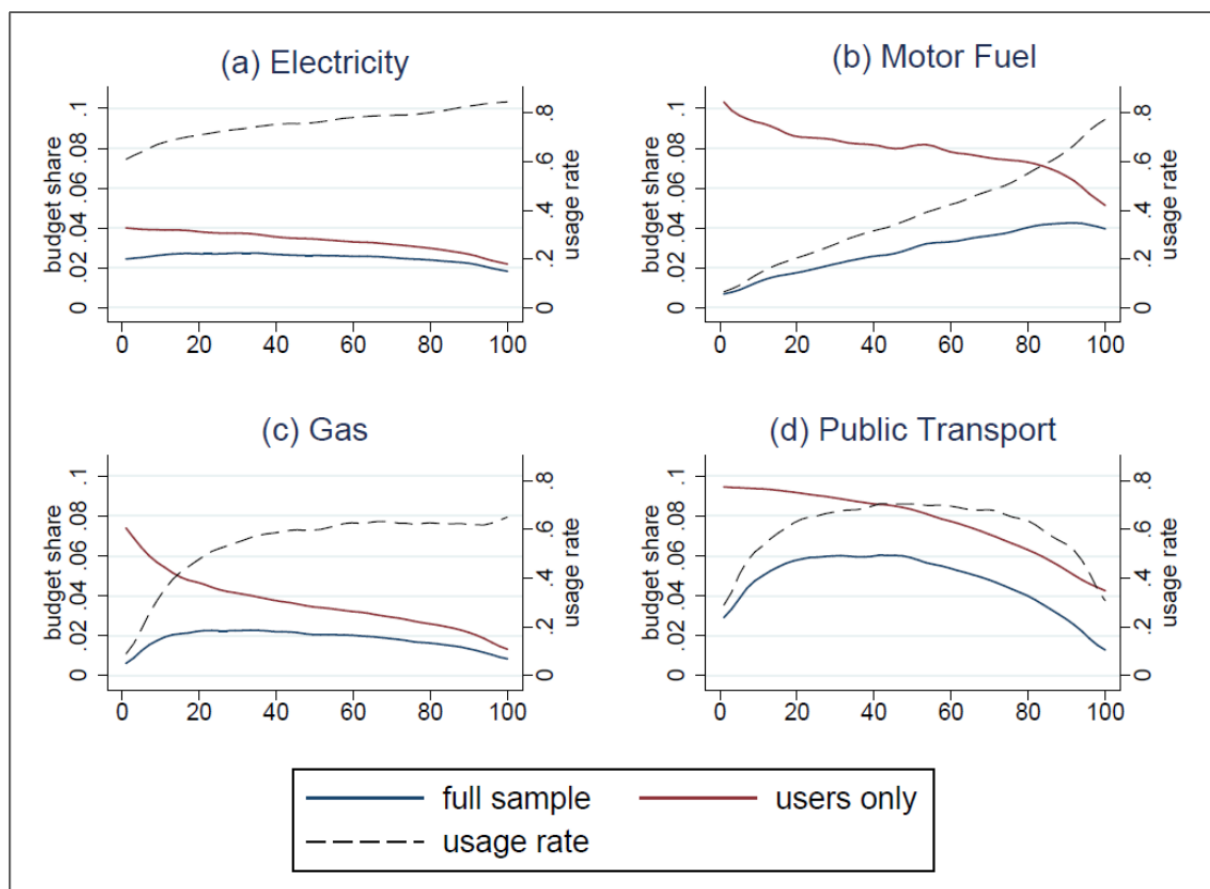 (a) Electricity
budget share
0 .02 .04 .06 .08 .1
usage rate
0 .2 .4 .6 .8
0 20 40 60 80 100
(b) Motor Fuel
budget share
0 .02 .04 .06 .08 .1
usage rate
0 .2 .4 .6 .8
0 20 40 60 80 100
(c) Gas
budget share
0 .02 .04 .06 .08 .1
usage rate
0 .2 .4 .6 .8
0 20 40 60 80 100
(d) Public Transport
budget share
0 .02 .04 .06 .08 .1
usage rate
0 .2 .4 .6 .8
0 20 40 60 80 100
full sample
users only
usage rate